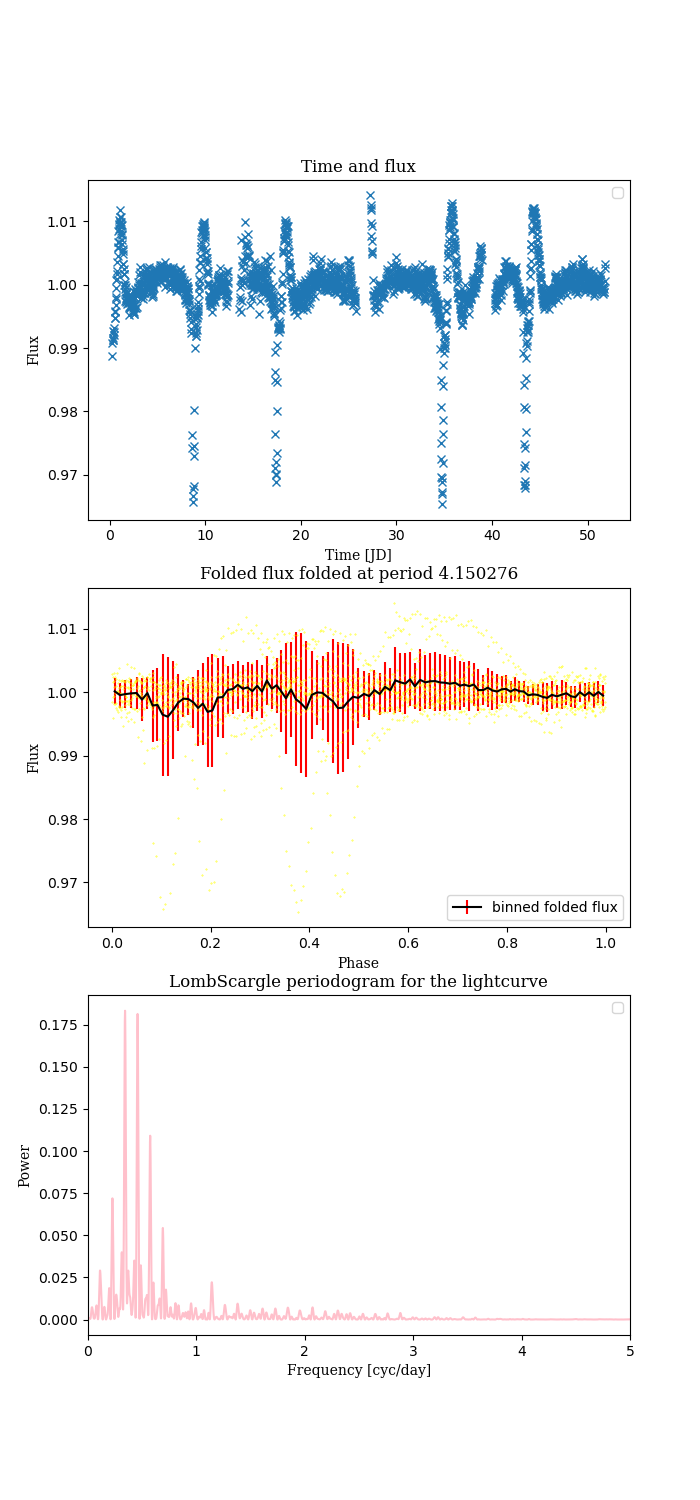 Time and flux
1.01
1.00
0.99
0.98
0.97
Flux
0 10 20 30 40 50
Time [JD]
Folded flux folded at period 4.150276
1.01
1.00
0.99
0.98
0.97
Flux
binned folded flux
0.0 0.2 0.4 0.6 0.8 1.0
Phase
LombScargle periodogram for the lightcurve
0.175
0.150
0.125
0.100
0.075
0.050
0.025
0.000
Power
0 1 2 3 4 5
Frequency [cyc/day]